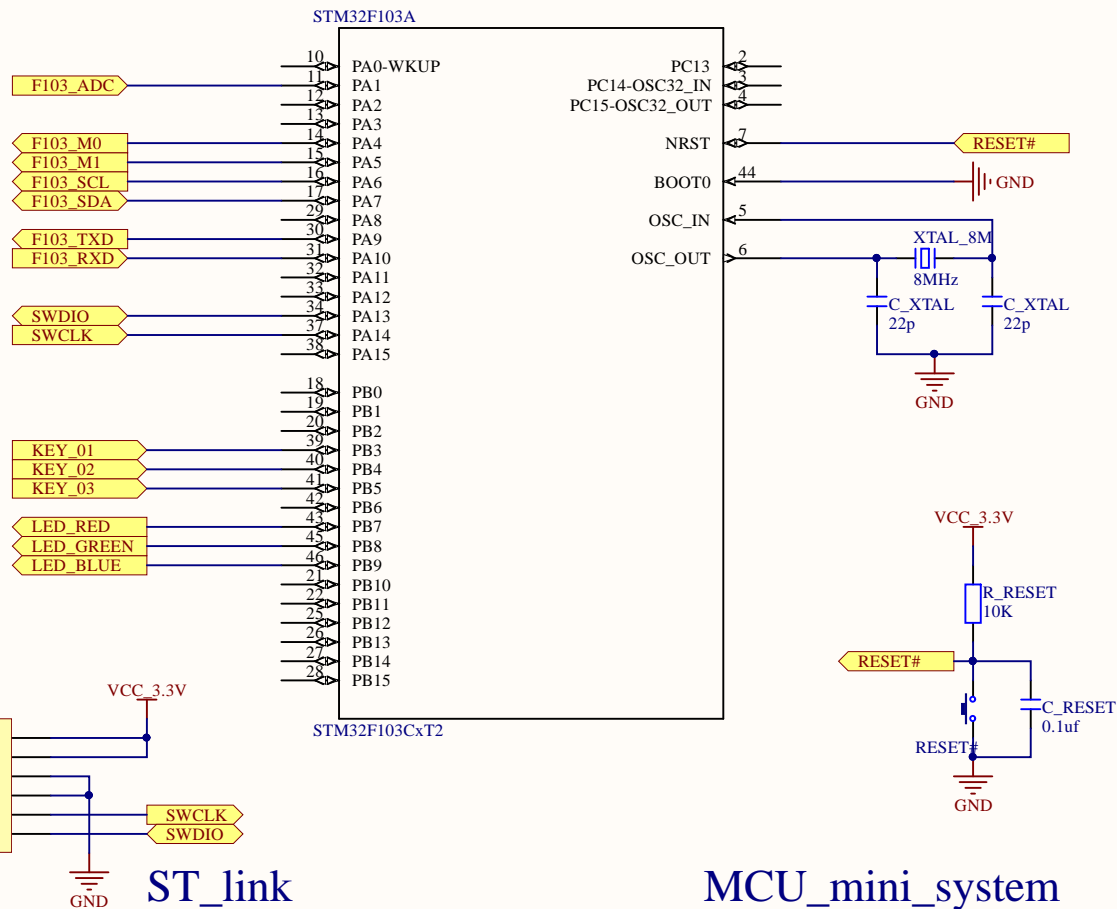 STM32F103A
10 PA0-WKUP
F103_ADC 11 PA1
12 PA2
13 PA3
F103_M0 14 PA4
F103_M1 15 PA5
F103_SCL 16 PA6
F103_SDA 17 PA7
29 PA8
F103_TXD 30 PA9
F103_RXD 31 PA10
32 PA11
33 PA12
SWDIO 34 PA13
SWCLK 37 PA14
38 PA15
18 PB0
19 PB1
20 PB2
KEY_01 39 PB3
KEY_02 40 PB4
KEY_03 41 PB5
42 PB6
LED_RED 43 PB7
LED_GREEN 45 PB8
LED_BLUE 46 PB9
21 PB10
22 PB11
25 PB12
26 PB13
27 PB14
28 PB15
PC13 2
PC14-OSC32_IN 3
PC15-OSC32_OUT 4
NRST 7 RESET#
BOOT0 44 GND
OSC_IN 5
OSC_OUT 6
STM32F103CxT2
XTAL_8M
8MHz
C_XTAL
22p
C_XTAL
22p
GND
VCC_3.3V
R_RESET
10K
RESET#
C_RESET
0.1uf
RESET#
GND
VCC_3.3V
SWCLK
SWDIO
GND
ST_link
MCU_mini_system